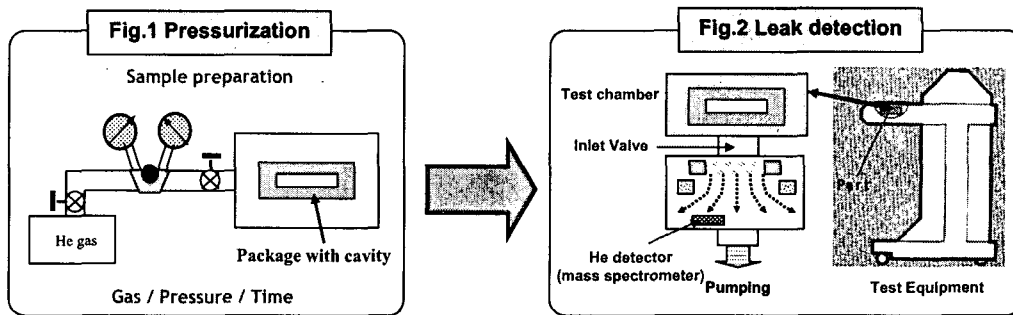 Fig.1 Pressurization
Sample preparation
He gas
Package with cavity
Gas / Pressure / Time
Fig.2 Leak detection
Test chamber
Inlet Valve
He detector
(mass spectrometer)
Pumping
Part
Test Equipment